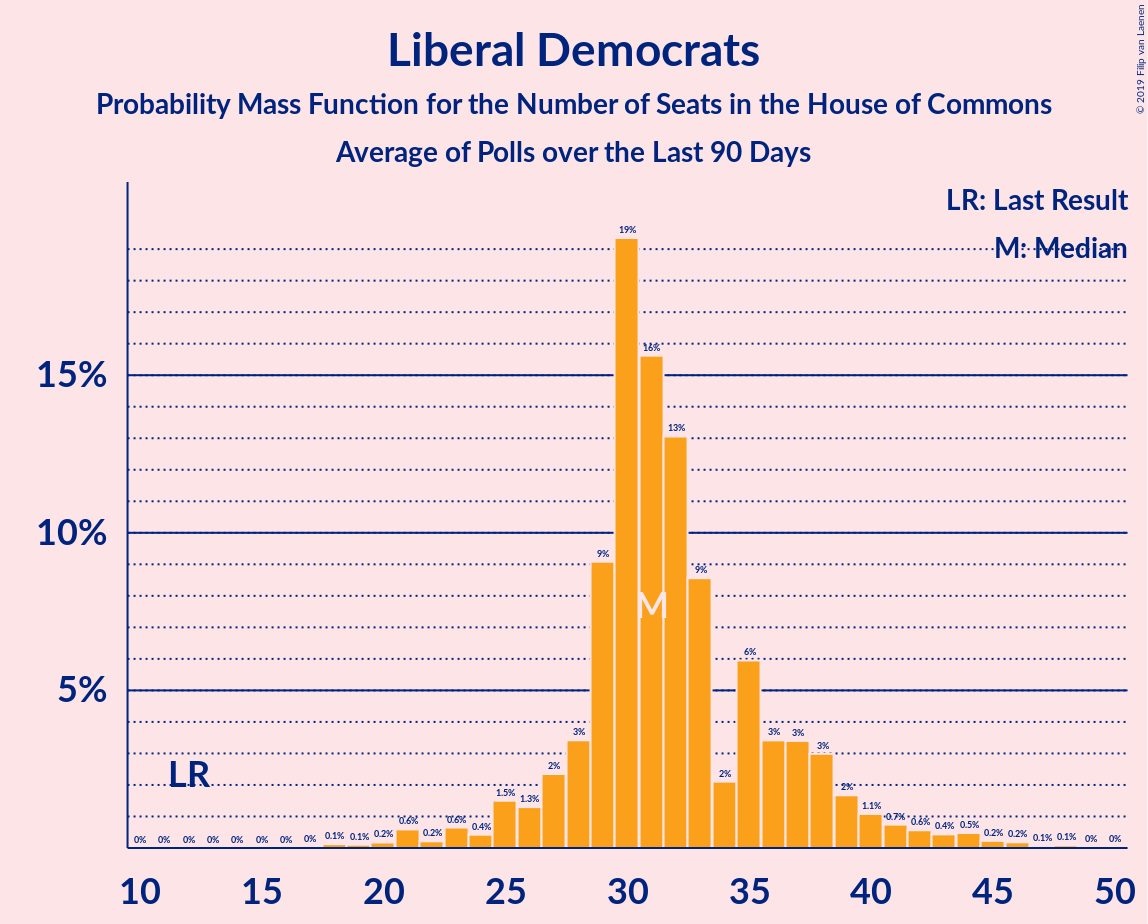 Liberal Democrats
Probability Mass Function for the Number of Seats in the House of Commons
Average of Polls over the Last 90 Days
© 2019 Filip van Laenen
LR: Last Result
M: Median
15%
10%
5%
LR
M
0% 0% 0% 0% 0% 0% 0% 0% 0.1% 0.1% 0.2% 0.6% 0.2% 0.6% 0.4% 1.5% 1.3% 2% 3% 9% 19% 16% 13% 9% 2% 6% 3% 3% 3% 2% 1.1% 0.7% 0.6% 0.4% 0.5% 0.2% 0.2% 0.1% 0.1% 0% 0%
10 15 20 25 30 35 40 45 50